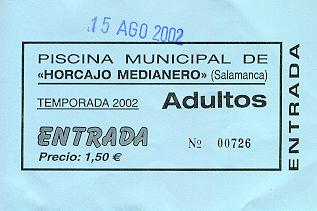 15 AGO 2002
PISCINA MUNICIPAL DE
«HORCAJO MEDIANERO» (Salamanca)
TEMPORADA 2002 Adultos
ENTRADA Nº 00726
Precio: 1,50 €
ENTRADA